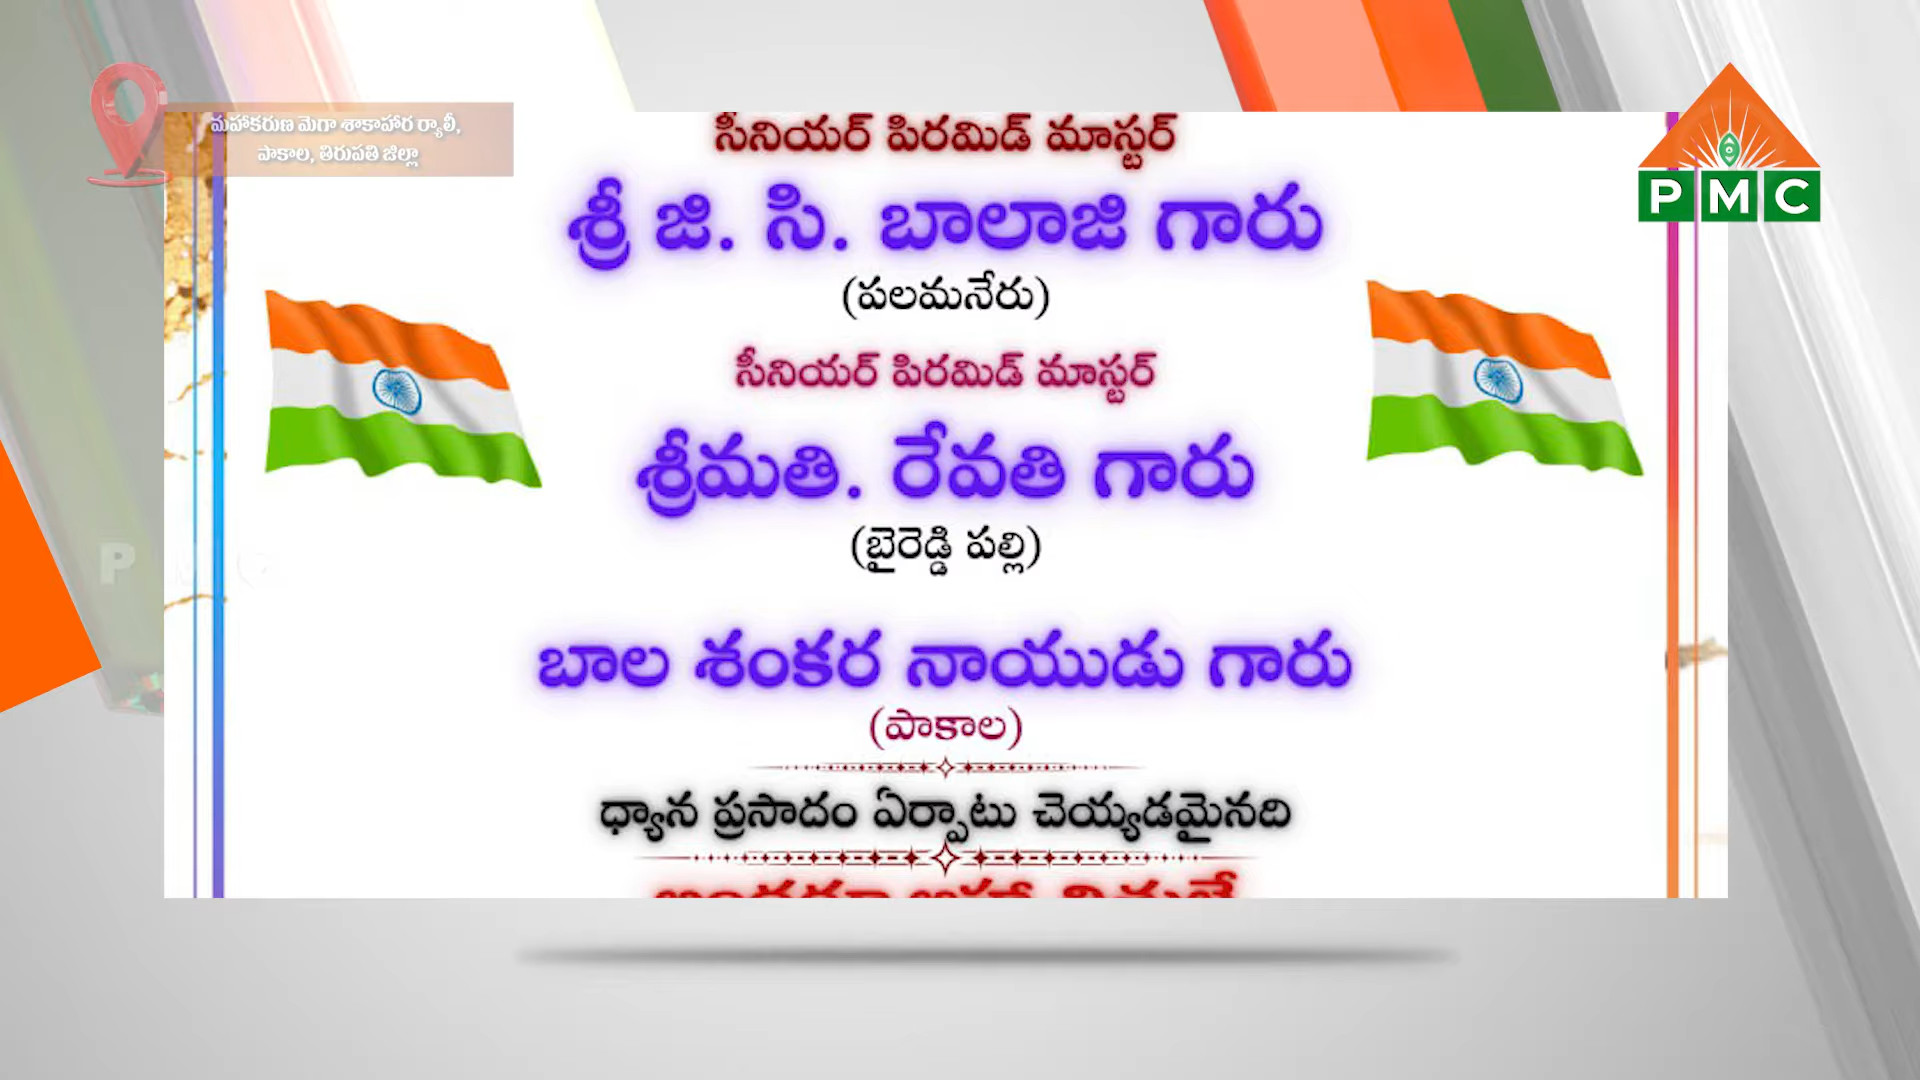 మహాకరుణ మెగా శాకాహార ర్యాలీ,
పాకాల, తిరుపతి జిల్లా
PMC
సీనియర్ పిరమిడ్ మాస్టర్
శ్రీ జి. సి. బాలాజి గారు
(పలమనేరు)
సీనియర్ పిరమిడ్ మాస్టర్
శ్రీమతి. రేవతి గారు
(బైరెడ్డి పల్లి)
బాల శంకర నాయుడు గారు
(పాకాల)
ధ్యాన ప్రసాదం ఏర్పాటు చెయ్యడమైనది